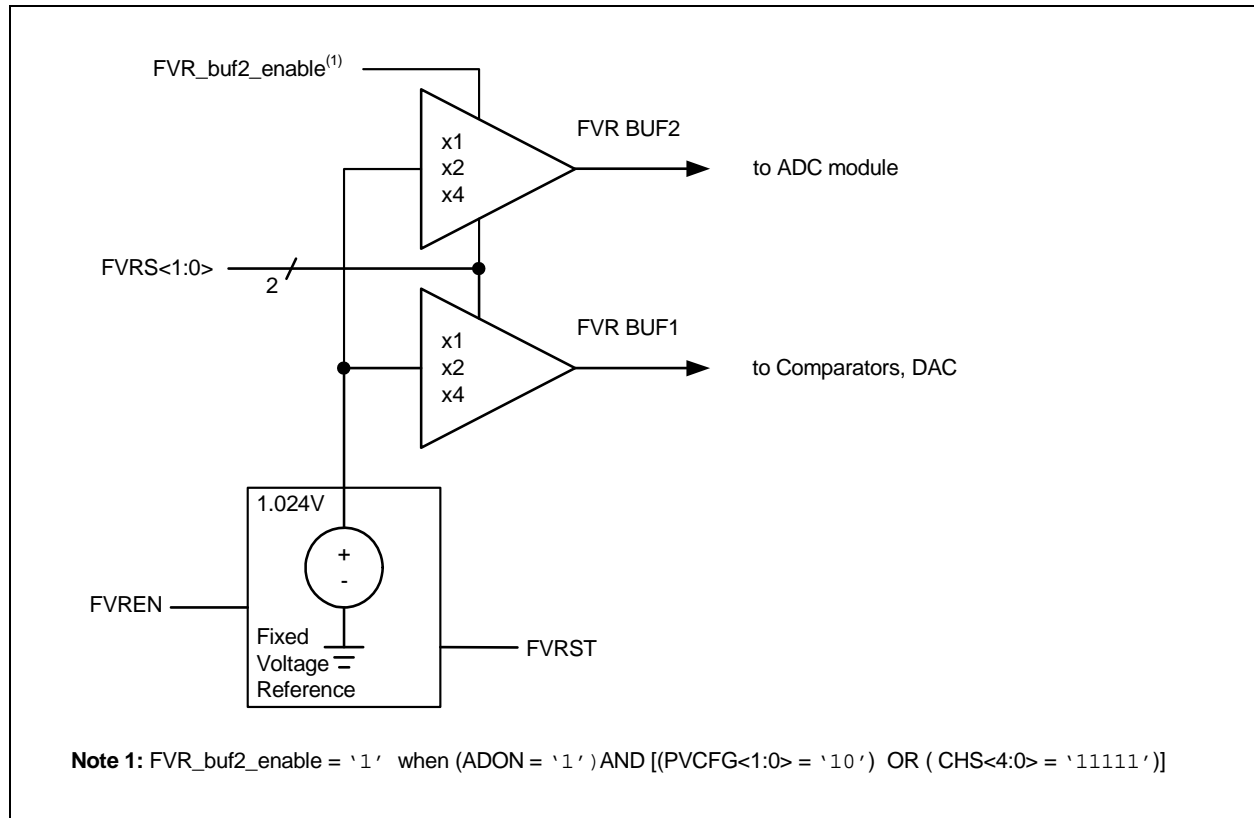 FVR_buf2_enable(1)
x1
x2
x4
FVR BUF2
to ADC module
FVRS<1:0>
2
x1
x2
x4
FVR BUF1
to Comparators, DAC
1.024V
+
-
FVREN
Fixed
Voltage
Reference
FVRST
Note 1: FVR_buf2_enable = ‘1’ when (ADON = ‘1’)AND [(PVCFG<1:0> = ‘10’) OR ( CHS<4:0> = ‘11111’)]